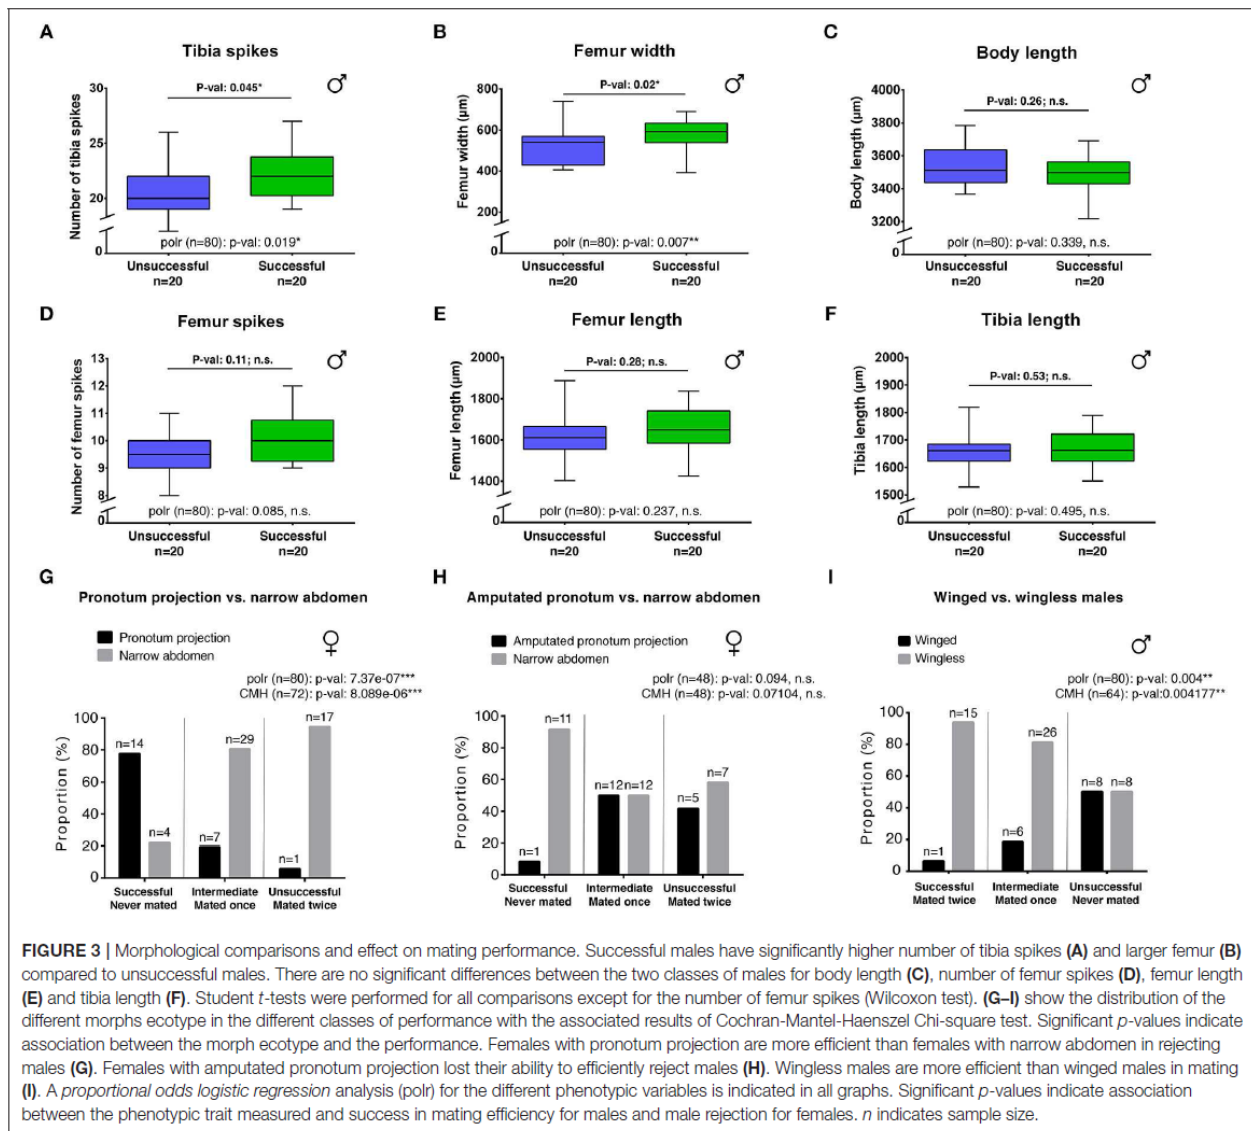 A
Tibia spikes
♂
P-val: 0.045*
Number of tibia spikes
30
25
20
0
polr (n=80): p-val: 0.019*
Unsuccessful
n=20
Successful
n=20
B
Femur width
♂
P-val: 0.02*
Femur width (µm)
800
600
400
200
0
polr (n=80): p-val: 0.007**
Unsuccessful
n=20
Successful
n=20
C
Body length
♂
P-val: 0.26; n.s.
Body length (µm)
4000
3800
3600
3400
3200
0
polr (n=80): p-val: 0.339, n.s.
Unsuccessful
n=20
Successful
n=20
D
Femur spikes
♂
P-val: 0.11; n.s.
Number of femur spikes
13
12
11
10
9
8
0
polr (n=80): p-val: 0.085, n.s.
Unsuccessful
n=20
Successful
n=20
E
Femur length
♂
P-val: 0.28; n.s.
Femur length (µm)
2000
1800
1600
1400
0
polr (n=80): p-val: 0.237, n.s.
Unsuccessful
n=20
Successful
n=20
F
Tibia length
♂
P-val: 0.53; n.s.
Tibia length (µm)
2000
1900
1800
1700
1600
1500
0
polr (n=80): p-val: 0.495, n.s.
Unsuccessful
n=20
Successful
n=20
G
Pronotum projection vs. narrow abdomen
Pronotum projection
Narrow abdomen
♀
polr (n=80): p-val: 7.37e-07***
CMH (n=72): p-val: 8.089e-06***
Proportion (%)
100
80
60
40
20
0
n=14
n=4
n=7
n=29
n=1
n=17
Successful
Never mated
Intermediate
Mated once
Unsuccessful
Mated twice
H
Amputated pronotum vs. narrow abdomen
Amputated pronotum projection
Narrow abdomen
♀
polr (n=48): p-val: 0.094, n.s.
CMH (n=48): p-val: 0.07104, n.s.
Proportion (%)
100
80
60
40
20
0
n=1
n=11
n=12
n=12
n=5
n=7
Successful
Never mated
Intermediate
Mated once
Unsuccessful
Mated twice
I
Winged vs. wingless males
Winged
Wingless
♂
polr (n=80): p-val: 0.004**
CMH (n=64): p-val:0.004177**
Proportion (%)
100
80
60
40
20
0
n=1
n=15
n=6
n=26
n=8
n=8
Successful
Mated twice
Intermediate
Mated once
Unsuccessful
Never mated
FIGURE 3 | Morphological comparisons and effect on mating performance. Successful males have significantly higher number of tibia spikes (A) and larger femur (B)
compared to unsuccessful males. There are no significant differences between the two classes of males for body length (C), number of femur spikes (D), femur length
(E) and tibia length (F). Student t-tests were performed for all comparisons except for the number of femur spikes (Wilcoxon test). (G–I) show the distribution of the
different morphs ecotype in the different classes of performance with the associated results of Cochran-Mantel-Haenszel Chi-square test. Significant p-values indicate
association between the morph ecotype and the performance. Females with pronotum projection are more efficient than females with narrow abdomen in rejecting
males (G). Females with amputated pronotum projection lost their ability to efficiently reject males (H). Wingless males are more efficient than winged males in mating
(I). A proportional odds logistic regression analysis (polr) for the different phenotypic variables is indicated in all graphs. Significant p-values indicate association
between the phenotypic trait measured and success in mating efficiency for males and male rejection for females. n indicates sample size.